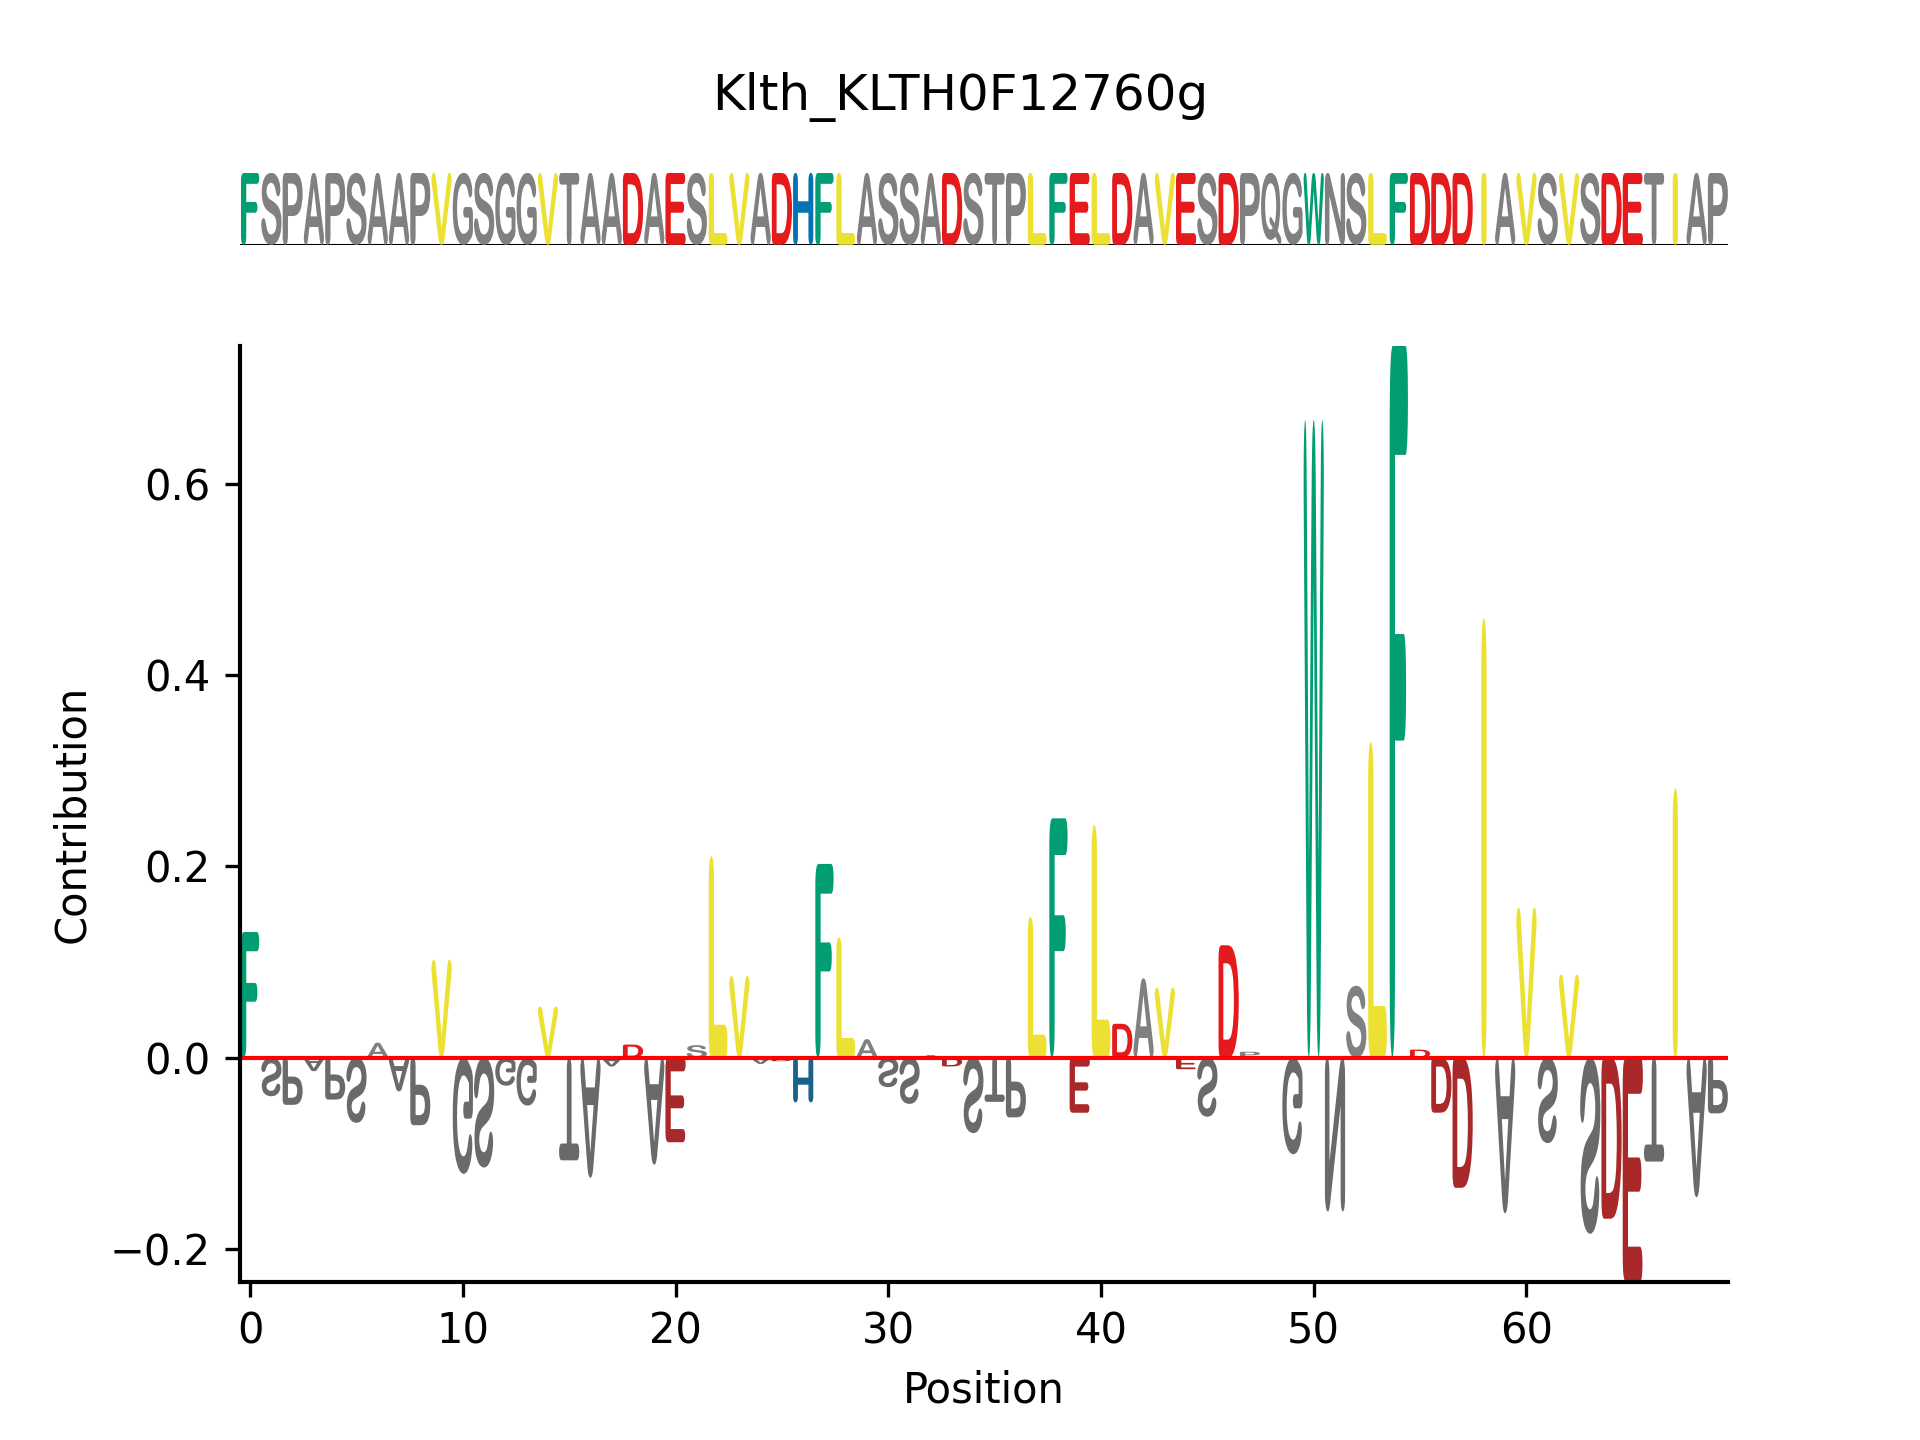 Klth_KLTH0F12760g
FSPAPSAAPVGSGGVTAADAESLVADHFLASSADSTPLFELDAVESDPQGWNSLFDDDIAVSVSDETIAP
0.6
0.4
0.2
0.0
−0.2
Contribution
0 10 20 30 40 50 60
Position